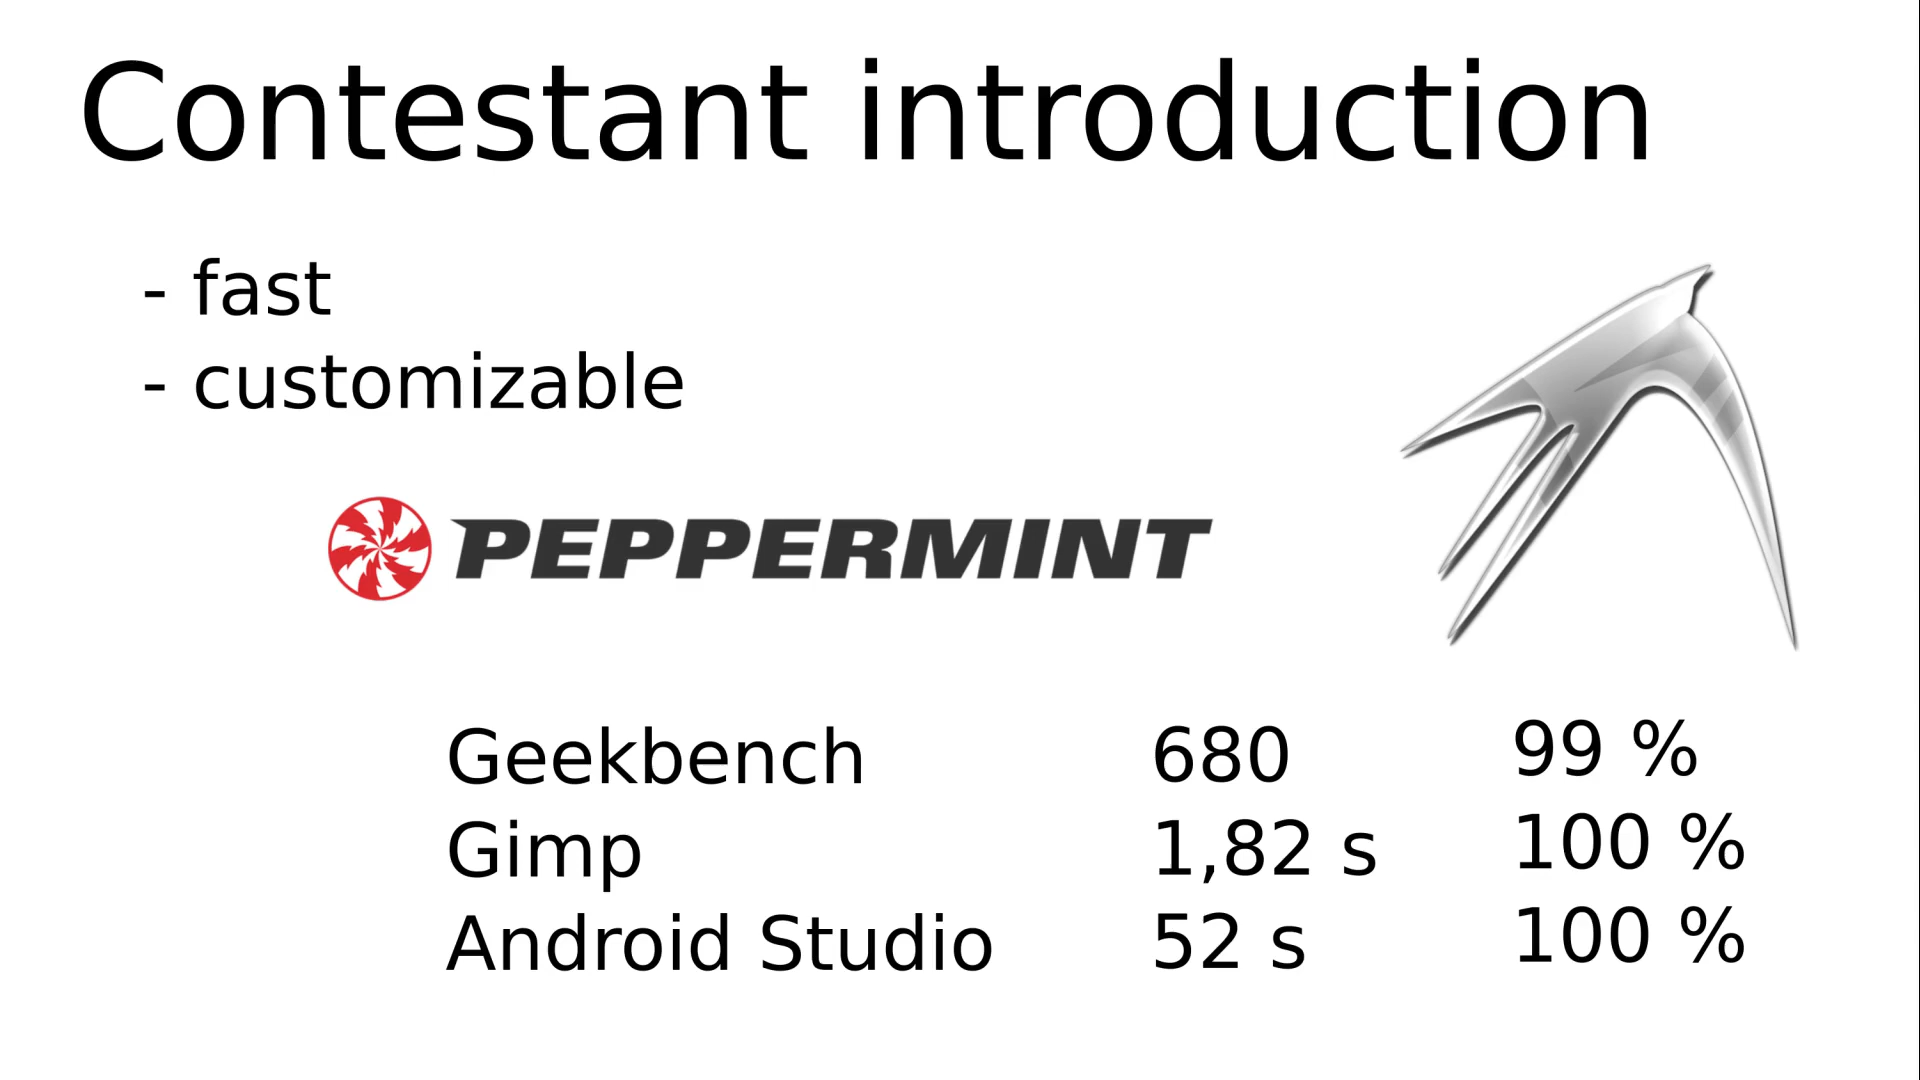 Contestant introduction
- fast
- customizable
PEPPERMINT
Geekbench 680 99 %
Gimp 1,82 s 100 %
Android Studio 52 s 100 %